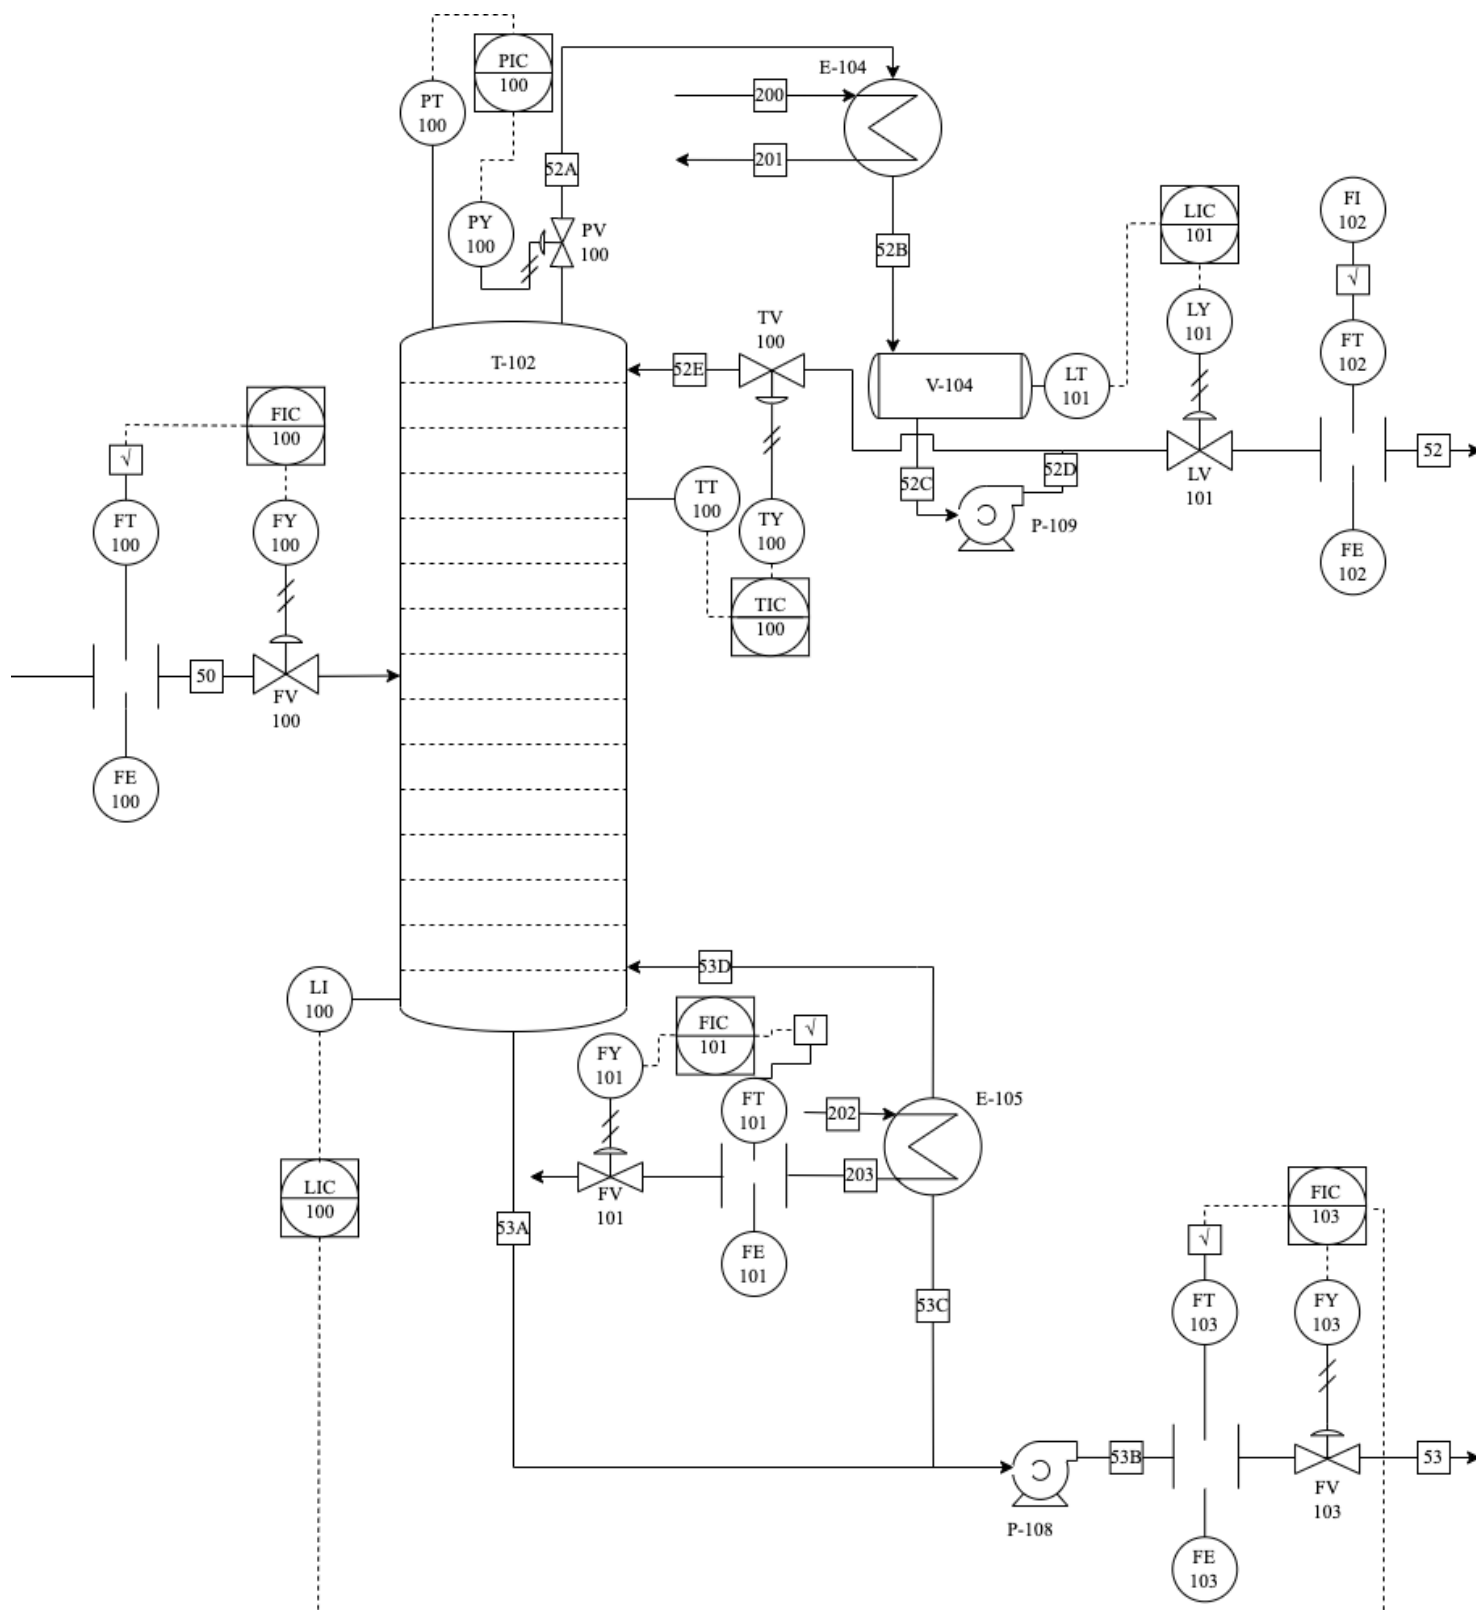 PIC
100
PT
100
E-104
200
201
52A
PY
100
PV
100
52B
LIC
101
FI
102
√
LY
101
FT
102
TV
100
T-102
52E
V-104
LT
101
FIC
100
√
52C
52D
LV
101
52
P-109
TT
100
TY
100
FT
100
FY
100
FE
102
TIC
100
50
FV
100
FE
100
LI
100
53D
FIC
101
√
FY
101
FT
101
202
E-105
203
FV
101
LIC
100
53A
FE
101
FIC
103
√
53C
FT
103
FY
103
53B
53
FV
103
P-108
FE
103